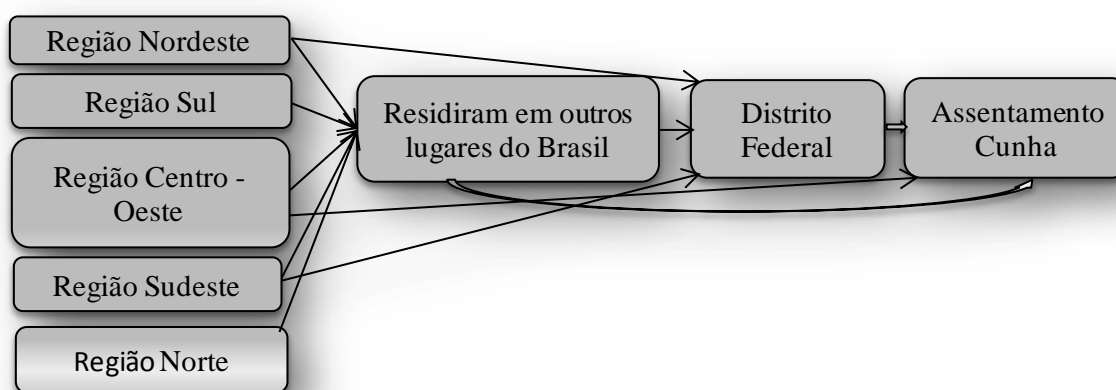 Região Nordeste
Região Sul
Região Centro -
Oeste
Região Sudeste
Região Norte
Residiram em outros
lugares do Brasil
Distrito
Federal
Assentamento
Cunha